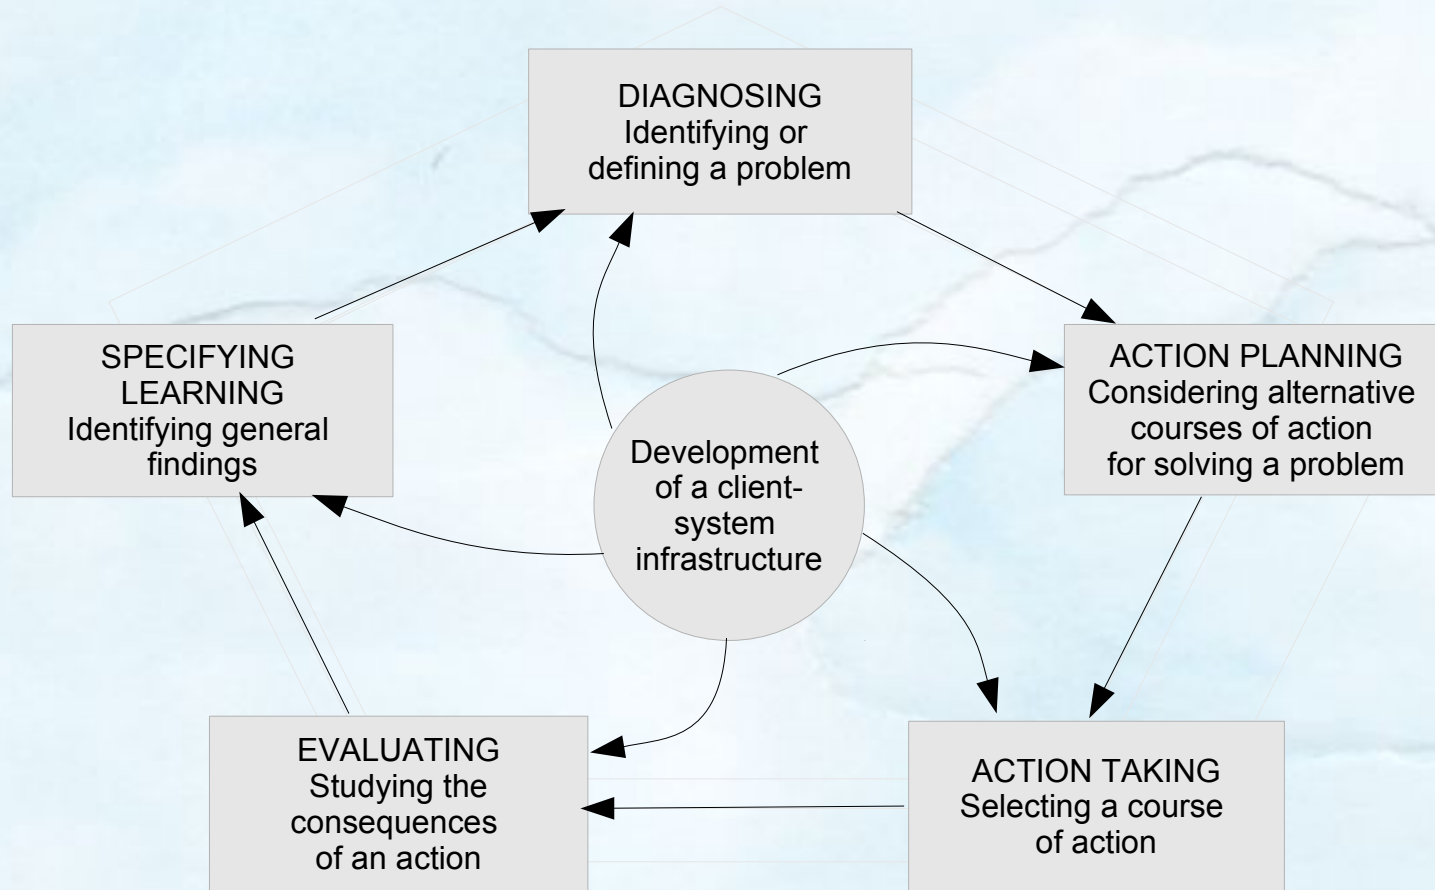 DIAGNOSING
Identifying or
defining a problem
SPECIFYING
LEARNING
Identifying general
findings
ACTION PLANNING
Considering alternative
courses of action
for solving a problem
Development
of a client-
system
infrastructure
EVALUATING
Studying the
consequences
of an action
ACTION TAKING
Selecting a course
of action